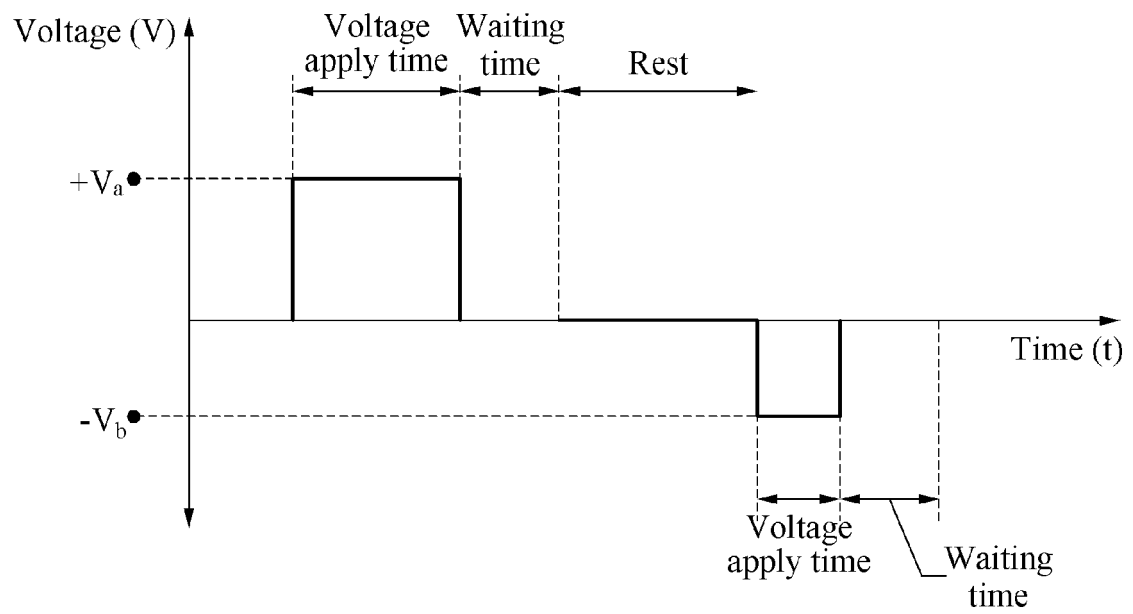 Voltage (V)
Voltage
apply time
Waiting
time
Rest
+Va
Time (t)
-Vb
Voltage
apply time
Waiting
time